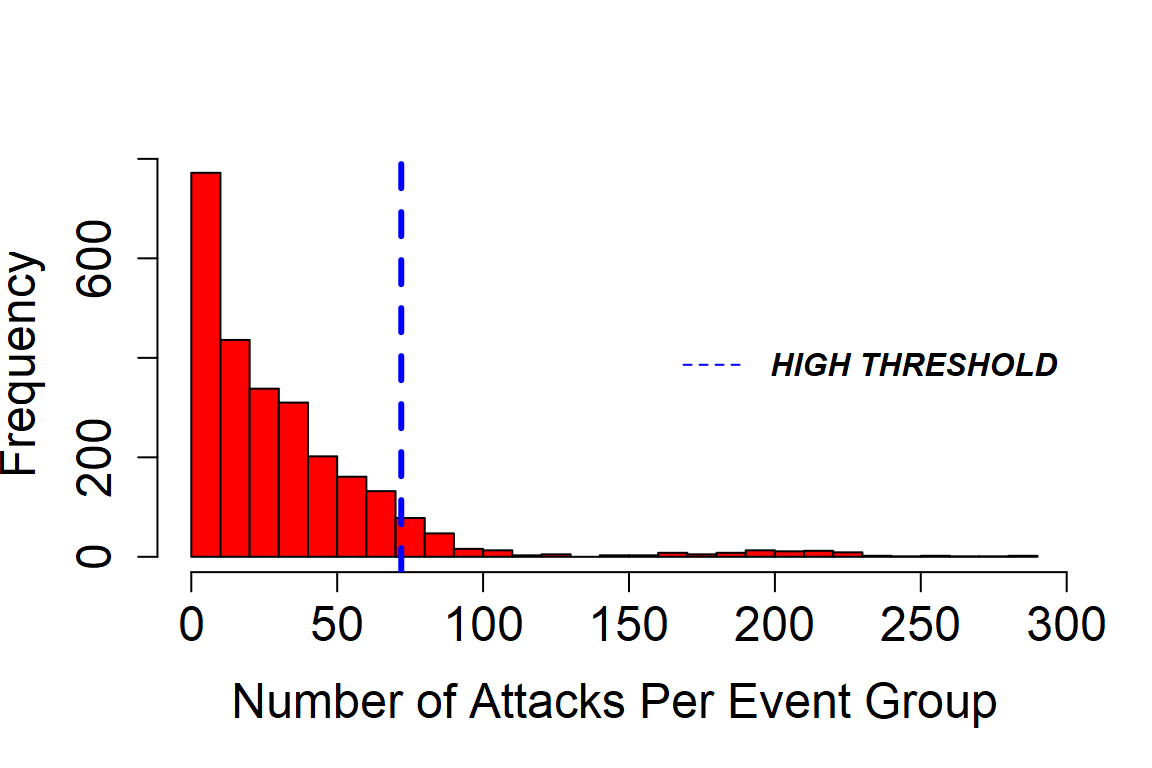 Frequency
600
200
0
HIGH THRESHOLD
0 50 100 150 200 250 300
Number of Attacks Per Event Group